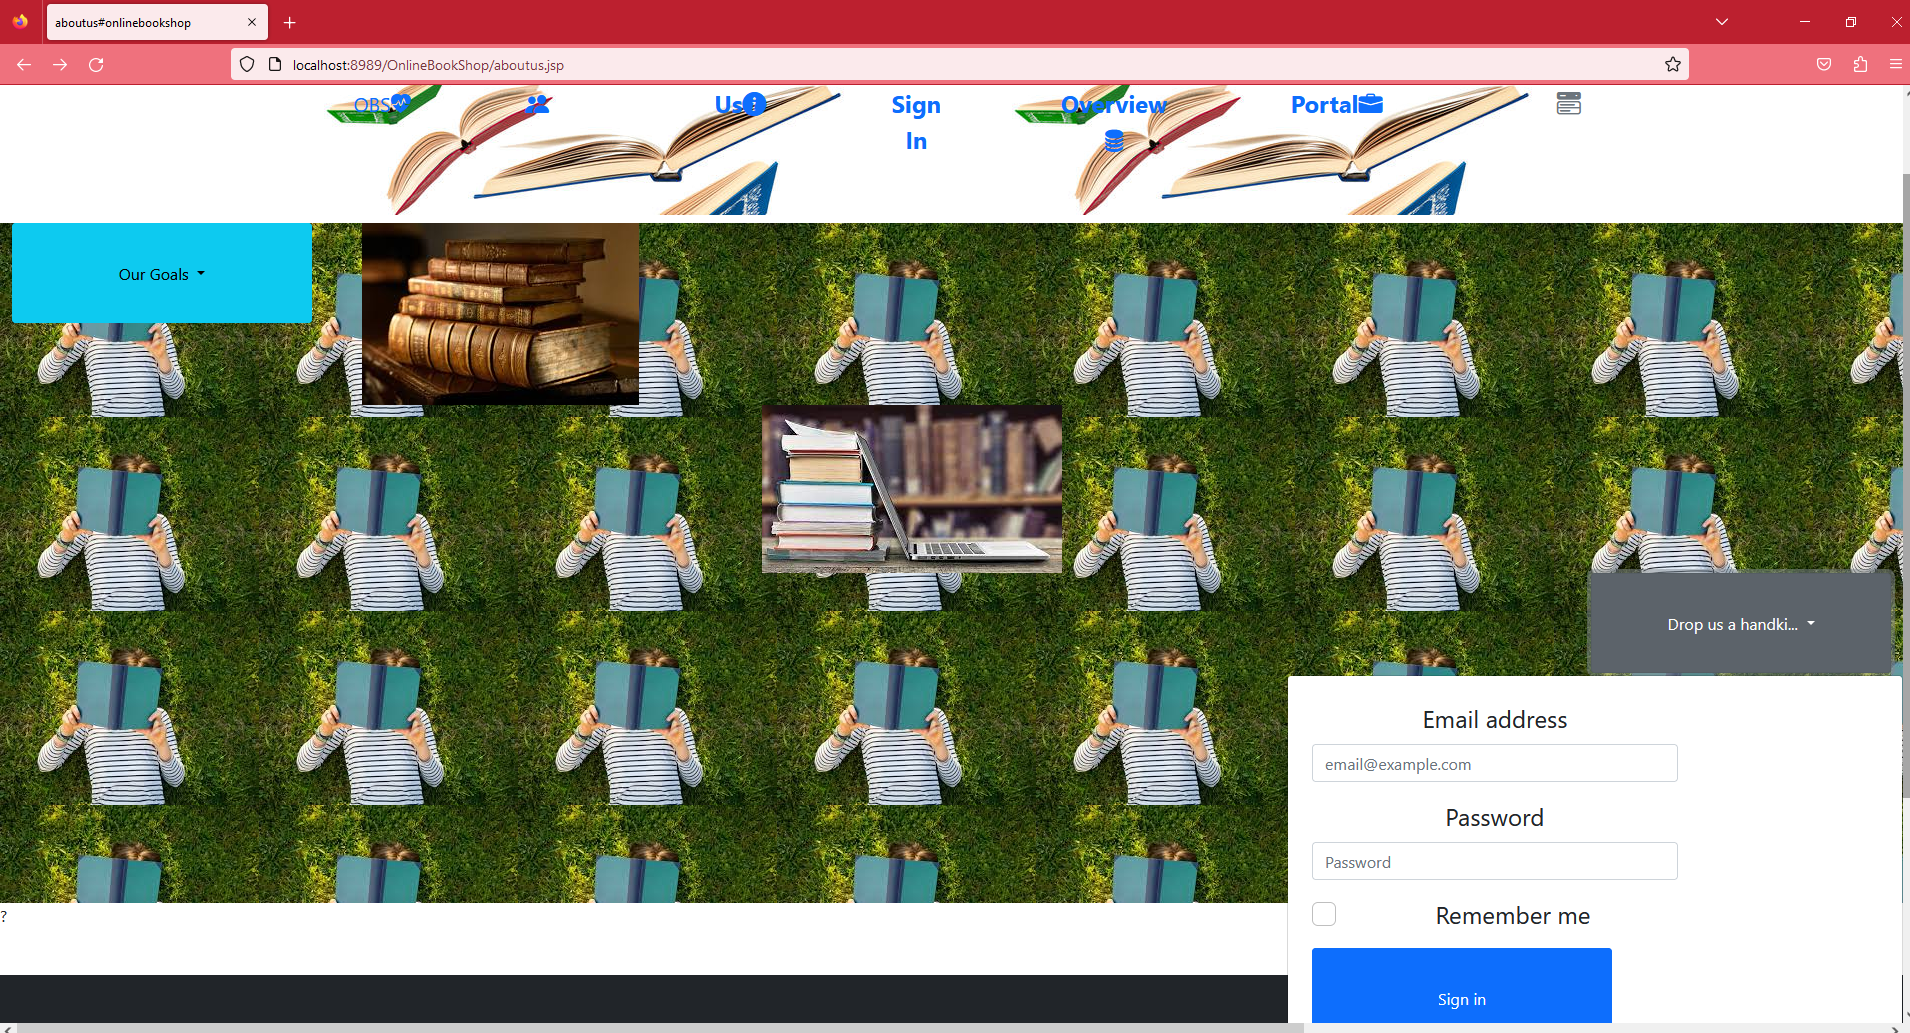 aboutus#onlinebookshop
localhost:8989/OnlineBookShop/aboutus.jsp
OBS
Us
Sign
In
Overview
Portal
Our Goals
Drop us a handki...
Email address
email@example.com
Password
Password
Remember me
Sign in
?